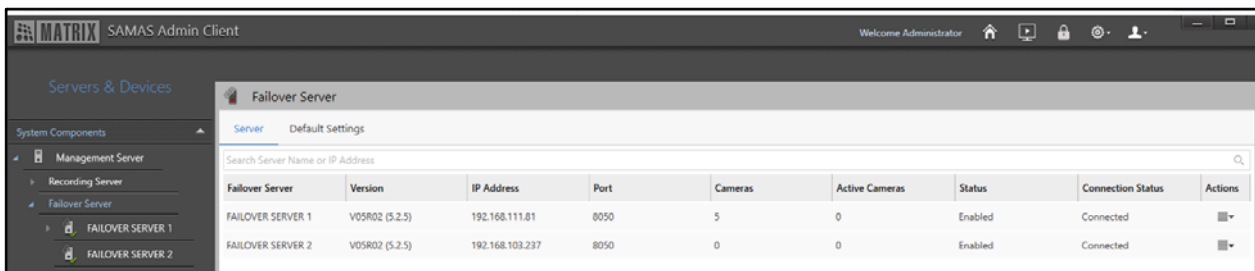 MATRIX SAMAS Admin Client
Welcome Administrator
Servers & Devices
System Components
Management Server
Recording Server
Failover Server
FAILOVER SERVER 1
FAILOVER SERVER 2
Failover Server
Server Default Settings
Search Server Name or IP Address
Failover Server Version IP Address Port Cameras Active Cameras Status Connection Status Actions
FAILOVER SERVER 1 V05R02 (5.2.5) 192.168.111.81 8050 5 0 Enabled Connected
FAILOVER SERVER 2 V05R02 (5.2.5) 192.168.103.237 8050 0 0 Enabled Connected